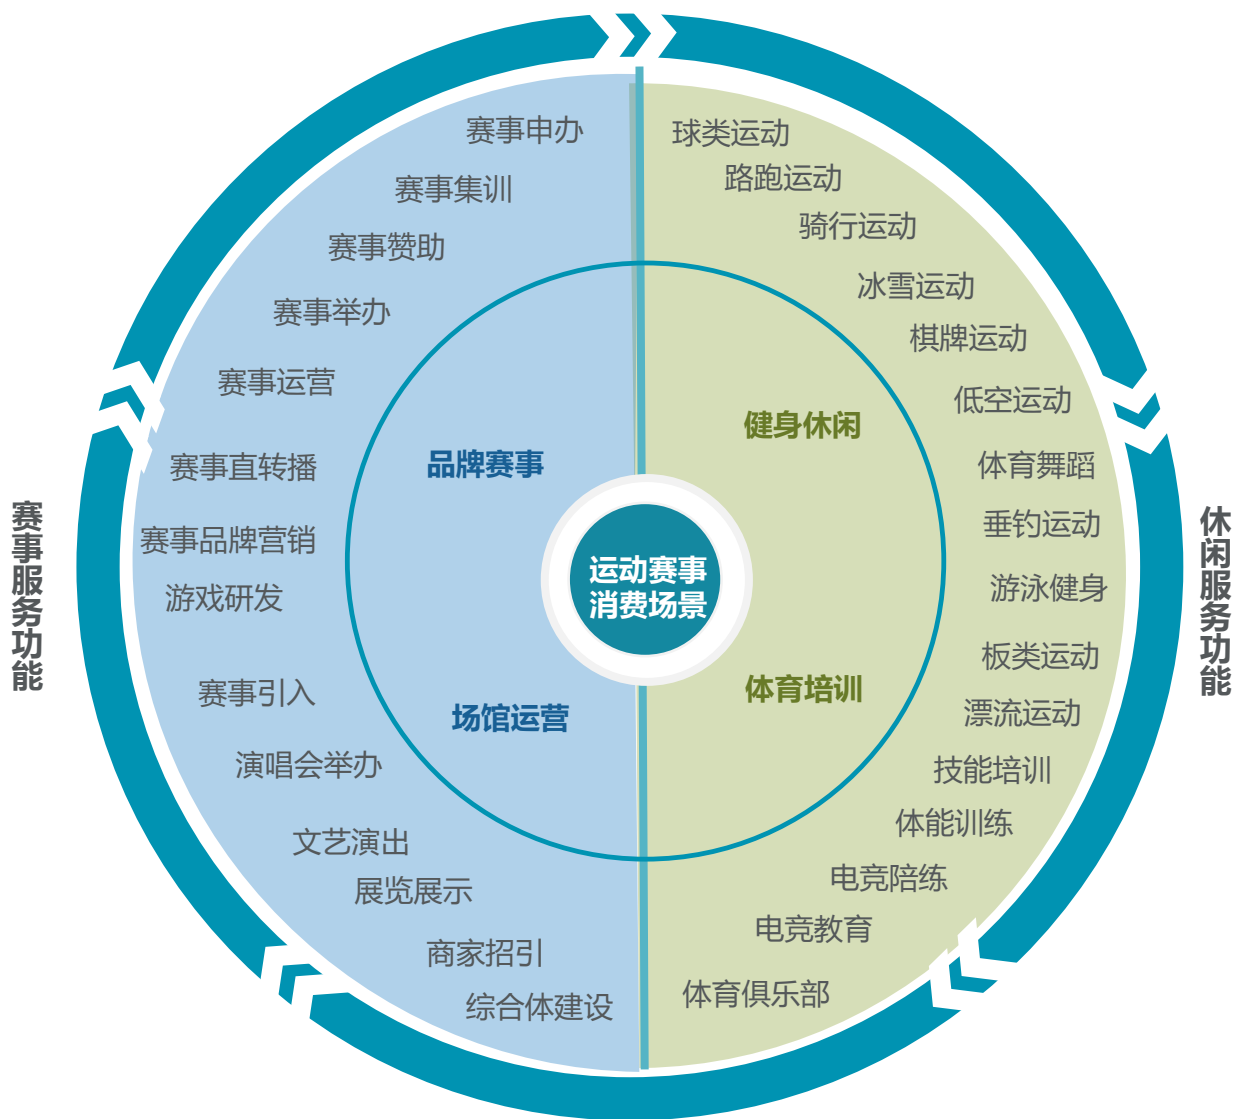 赛事服务功能
赛事申办
赛事集训
赛事赞助
赛事举办
赛事运营
赛事直转播
赛事品牌营销
游戏研发
赛事引入
演唱会举办
文艺演出
展览展示
商家招引
综合体建设
品牌赛事
场馆运营
运动赛事
消费场景
健身休闲
体育培训
球类运动
路跑运动
骑行运动
冰雪运动
棋牌运动
低空运动
体育舞蹈
垂钓运动
游泳健身
板类运动
漂流运动
技能培训
体能训练
电竞陪练
电竞教育
体育俱乐部
休闲服务功能